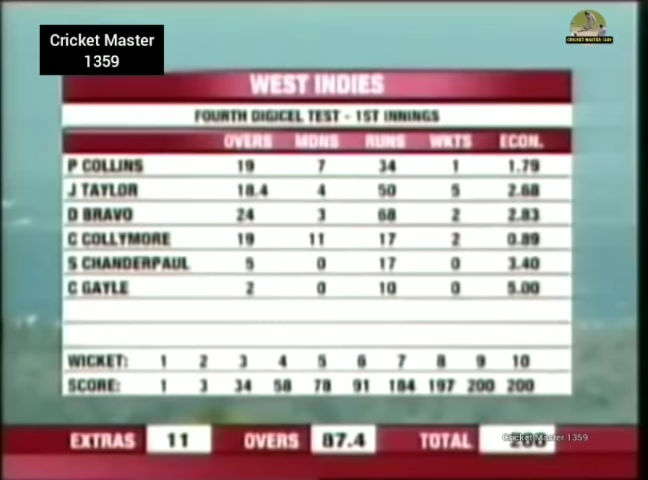 Cricket Master
1359
CRICKET MASTER 1359
WEST INDIES
FOURTH DIGICEL TEST - 1ST INNINGS
OVERS MDNS RUNS WKTS ECON.
P COLLINS 19 7 34 1 1.79
J TAYLOR 18.4 4 50 5 2.68
D BRAVO 24 3 68 2 2.83
C COLLYMORE 19 11 17 2 0.89
S CHANDERPAUL 5 0 17 0 3.40
C GAYLE 2 0 10 0 5.00
WICKET: 1 2 3 4 5 6 7 8 9 10
SCORE: 1 3 34 58 78 91 184 197 200 200
EXTRAS 11 OVERS 87.4 TOTAL 200
Cricket Master 1359